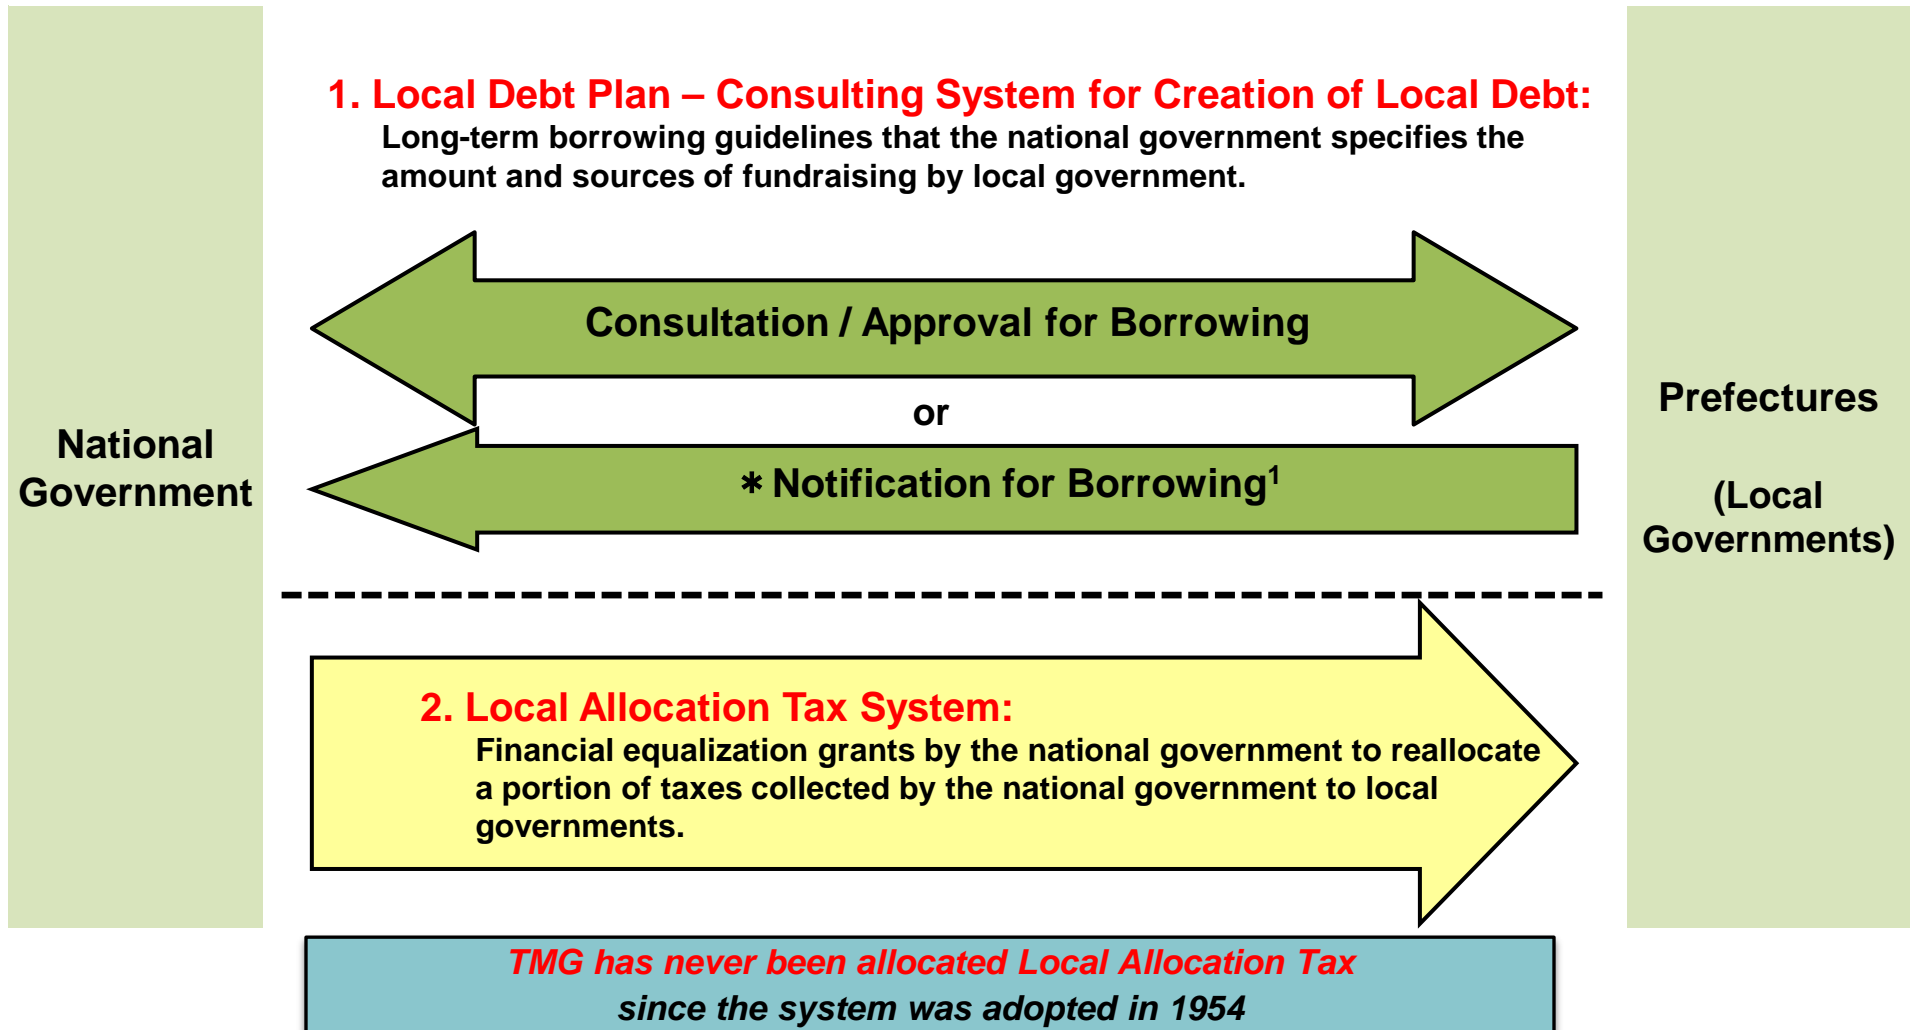 1. Local Debt Plan – Consulting System for Creation of Local Debt:
Long-term borrowing guidelines that the national government specifies the
amount and sources of fundraising by local government.
Consultation / Approval for Borrowing
or
* Notification for Borrowing¹
National
Government
Prefectures
(Local
Governments)
2. Local Allocation Tax System:
Financial equalization grants by the national government to reallocate
a portion of taxes collected by the national government to local
governments.
TMG has never been allocated Local Allocation Tax
since the system was adopted in 1954